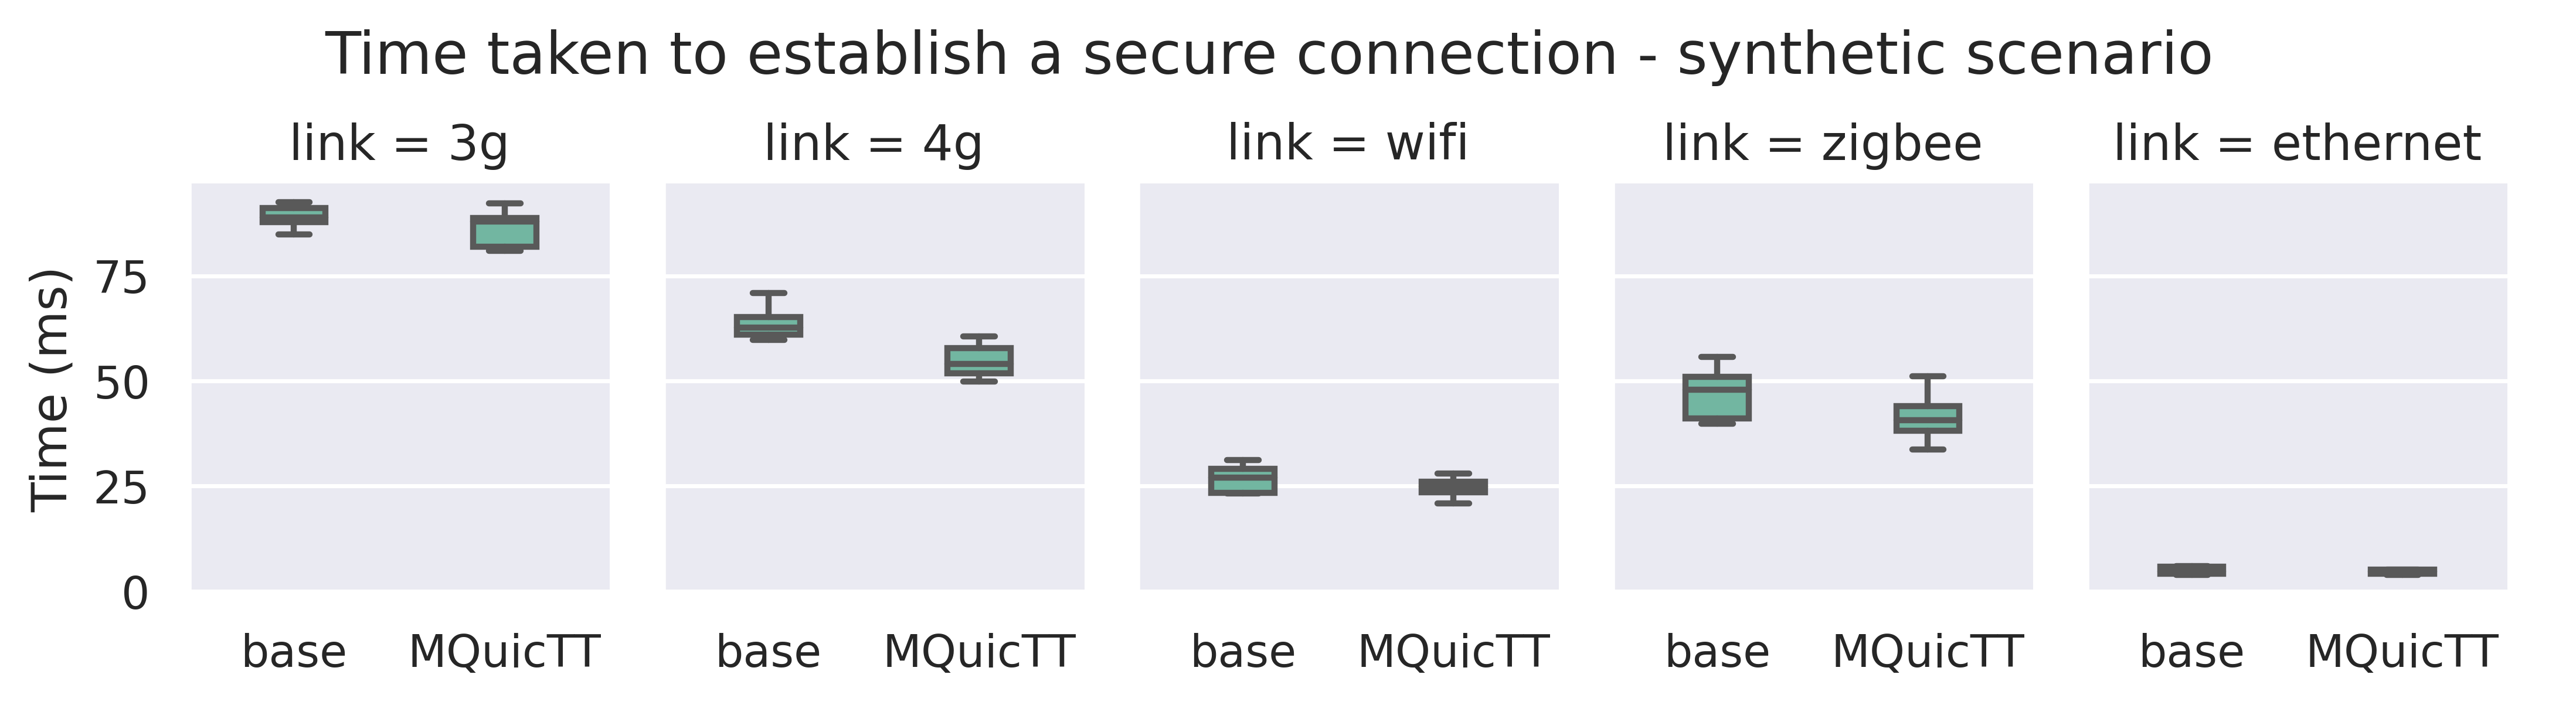 Time taken to establish a secure connection - synthetic scenario
link = 3g
link = 4g
link = wifi
link = zigbee
link = ethernet
Time (ms)
75
50
25
0
base MQuicTT
base MQuicTT
base MQuicTT
base MQuicTT
base MQuicTT